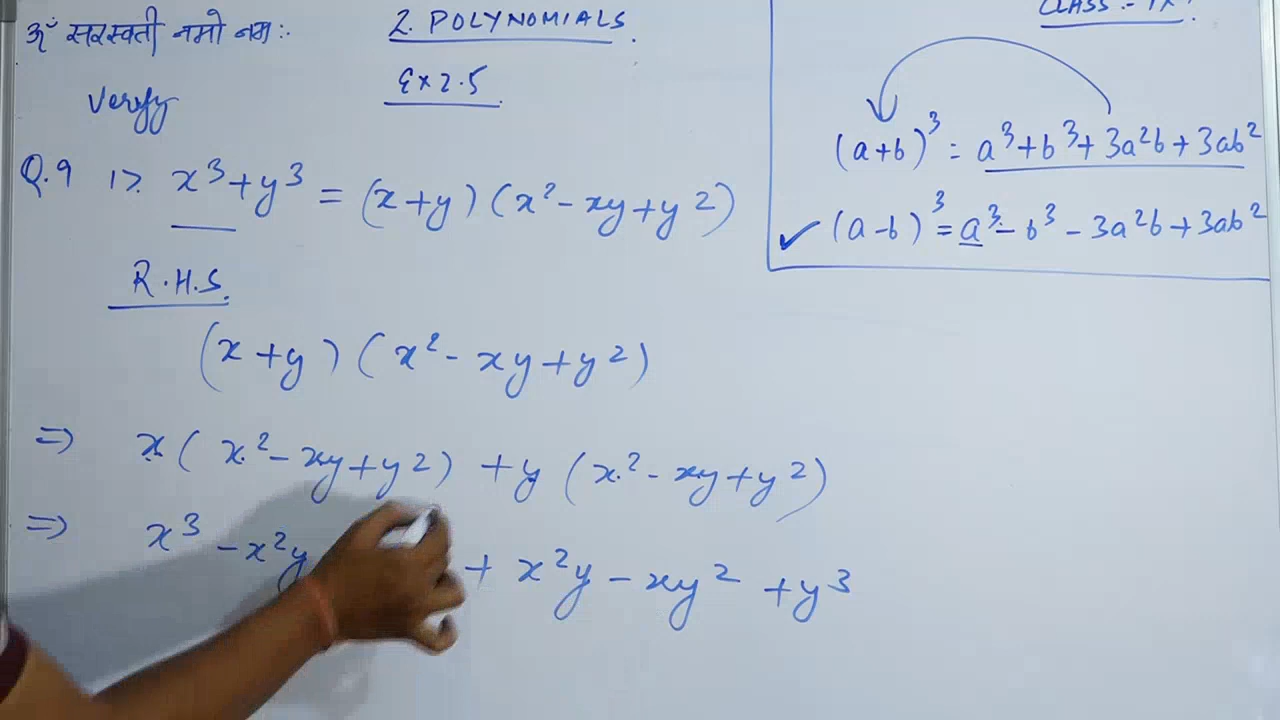 ॐ सरस्वती नमो नमः.
2. POLYNOMIALS
CLASS :- IX
Ex 2.5
Verify
(a+b)³ = a³+b³+3a²b+3ab²
(a-b)³ = a³-b³-3a²b+3ab²
Q.9 1>. x³+y³ = (x+y)(x²-xy+y²)
R.H.S.
(x+y)(x²-xy+y²)
⇒ x(x²-xy+y²) +y(x²-xy+y²)
⇒ x³-x²y + x²y-xy²+y³